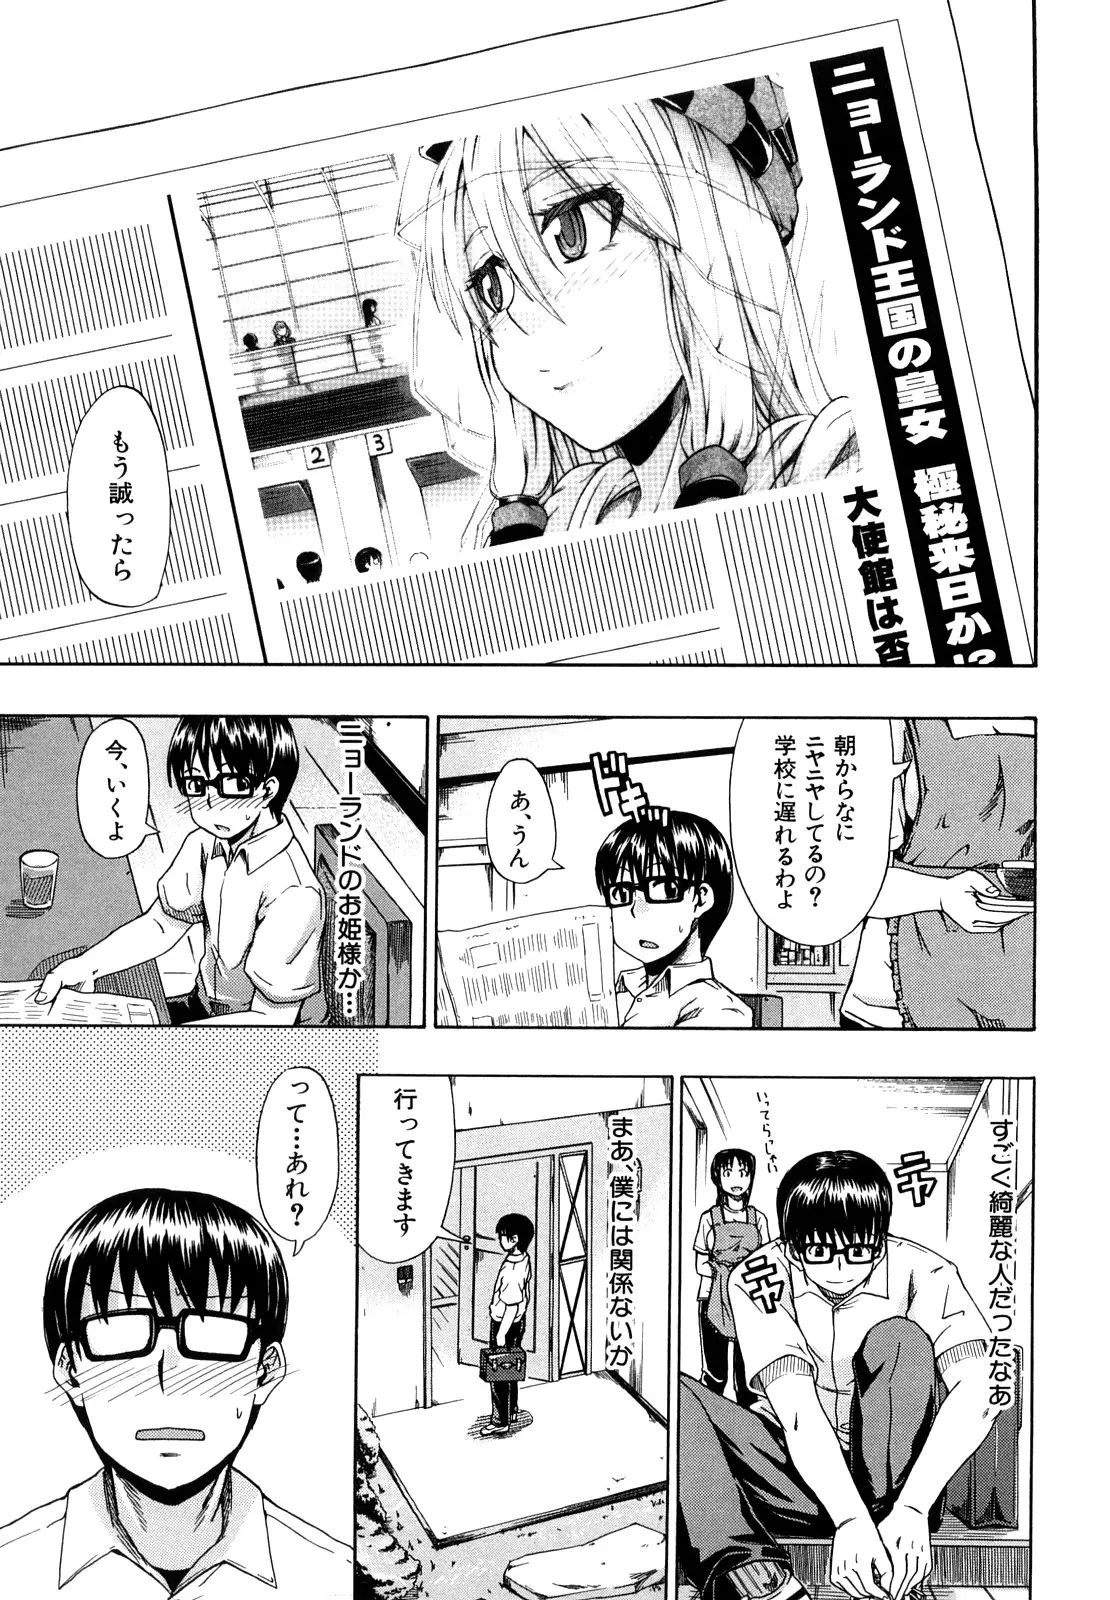 ニョーランド王国の皇女 極秘来日か!?
大使館は否
もう誠ったら
朝からなに
ニヤニヤしてるの?
学校に遅れるわよ
ドキッ
あ、うん
ニョーランドのお姫様か…
今、いくよ
すごく綺麗な人だったなあ
ニヤ
ニヤ
いってらっしゃい
まあ、僕には関係ないか
行ってきます
って…あれ?
2
3